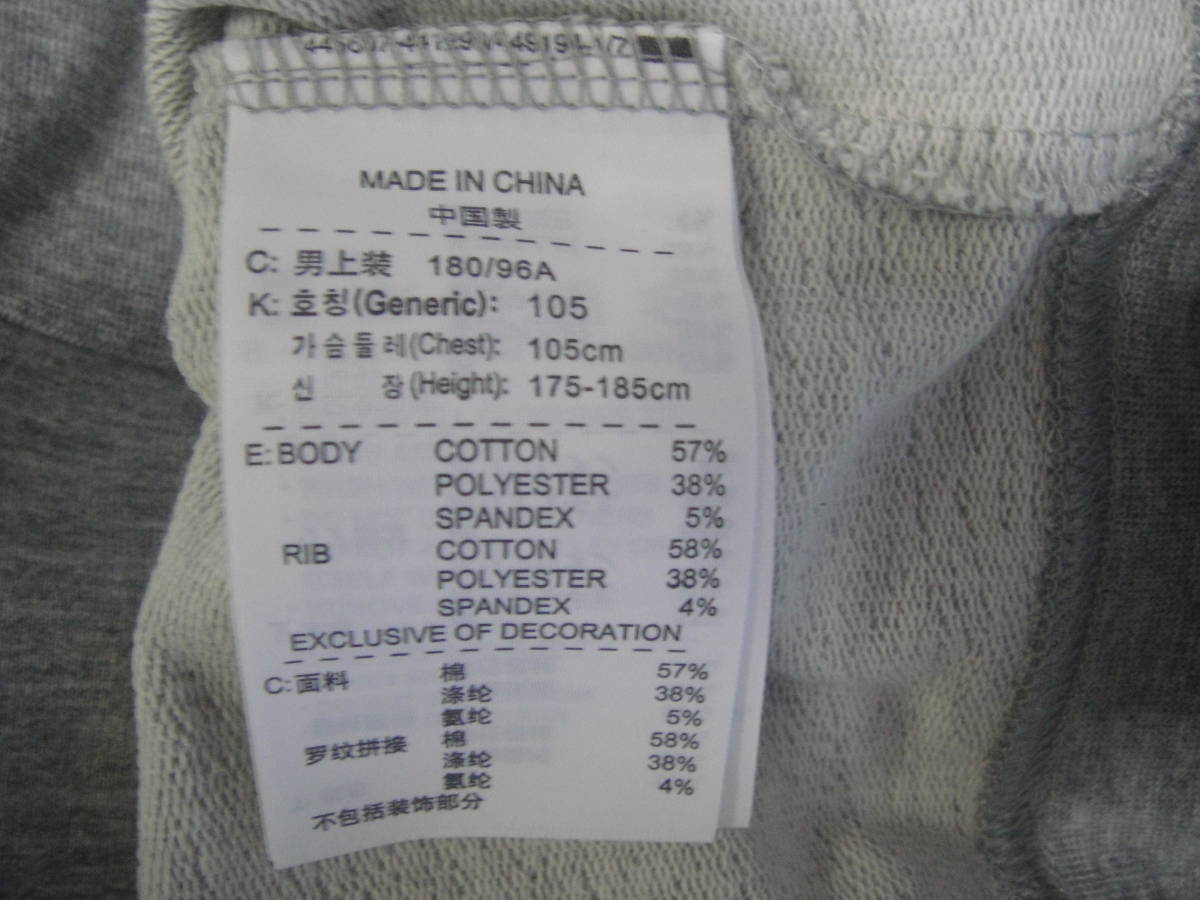 MADE IN CHINA
中国製
C: 男上装 180/96A
K: 호칭(Generic): 105
가슴둘레(Chest): 105cm
신 장(Height): 175-185cm
E: BODY COTTON 57%
POLYESTER 38%
SPANDEX 5%
RIB COTTON 58%
POLYESTER 38%
SPANDEX 4%
EXCLUSIVE OF DECORATION
C: 面料 棉 57%
涤纶 38%
氨纶 5%
罗纹拼接 棉 58%
涤纶 38%
氨纶 4%
不包括装饰部分